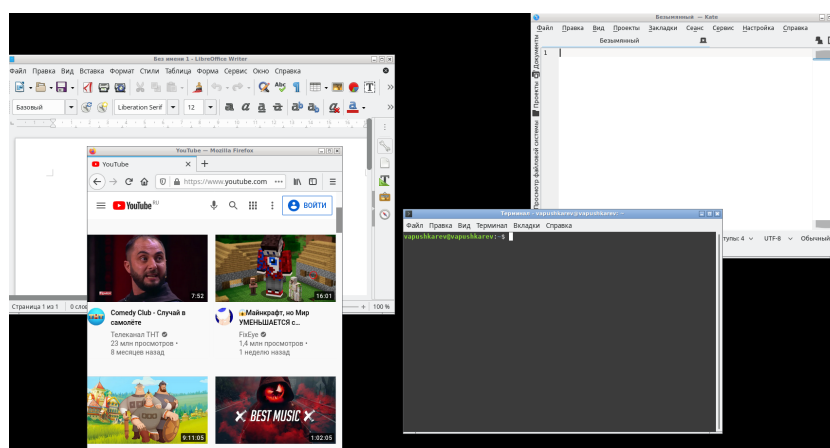 Без имени 1 - LibreOffice Writer
Файл Правка Вид Вставка Формат Стили Таблица Форма Сервис Окно Справка
Базовый
Liberation Serif
12
Страница 1 из 1
0 сло
100 %
YouTube — Mozilla Firefox
YouTube
https://www.youtube.com
YouTube RU
ВОЙТИ
7:52
16:01
Comedy Club - Случай в самолёте
Телеканал ТНТ
23 млн просмотров •
8 месяцев назад
Майнкрафт, но Мир УМЕНЬШАЕТСЯ с...
FixEye
1,4 млн просмотров •
1 неделю назад
9:11:05
BEST MUSIC
1:02:05
Безымянный — Kate
Файл Правка Вид Проекты Закладки Сеанс Сервис Настройка Справка
Безымянный
1
Документы
Проекты
Просмотр файловой системы
тупы: 4
UTF-8
Обычный
Терминал - vapushkarev@vapushkarev: ~
Файл Правка Вид Терминал Вкладки Справка
vapushkarev@vapushkarev:~$